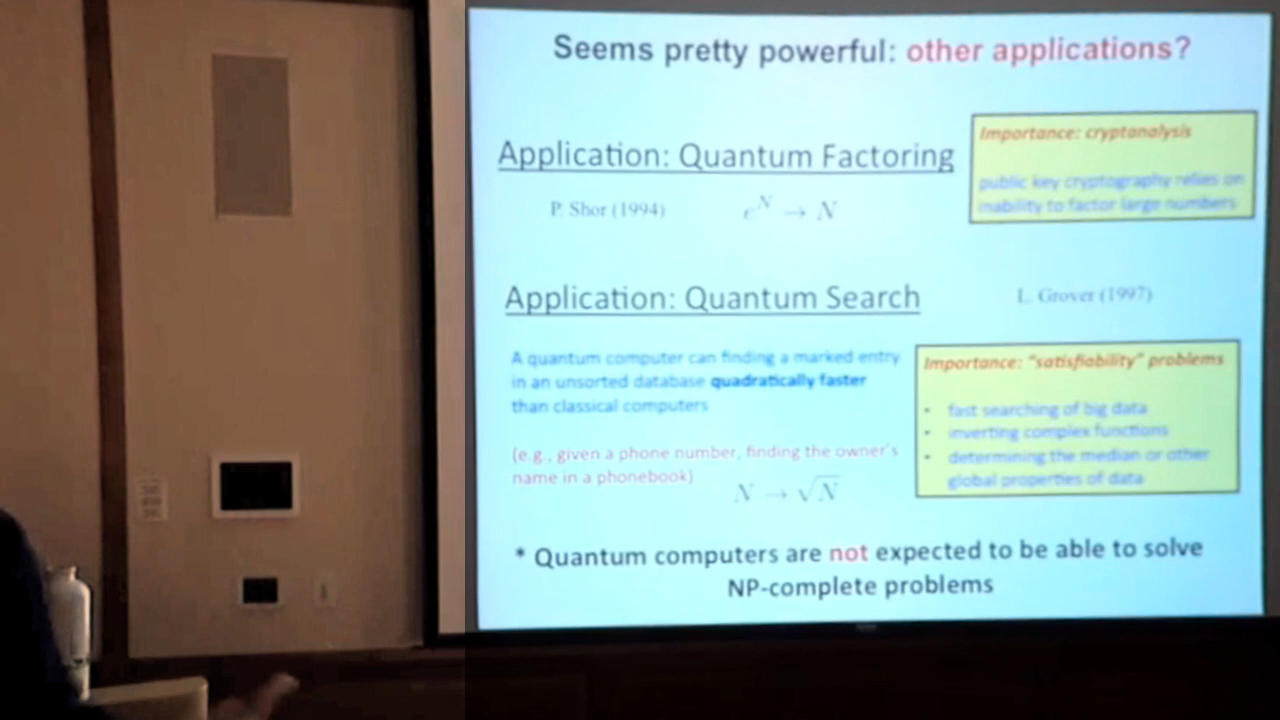 Seems pretty powerful: other applications?
Application: Quantum Factoring
P. Shor (1994)
e^N → N
Importance: cryptanalysis
public key cryptography relies on
inability to factor large numbers
Application: Quantum Search
L. Grover (1997)
A quantum computer can finding a marked entry
in an unsorted database quadratically faster
than classical computers
(e.g., given a phone number, finding the owner's
name in a phonebook)
N → √N
Importance: "satisfiability" problems
• fast searching of big data
• inverting complex functions
• determining the median or other
global properties of data
* Quantum computers are not expected to be able to solve
NP-complete problems